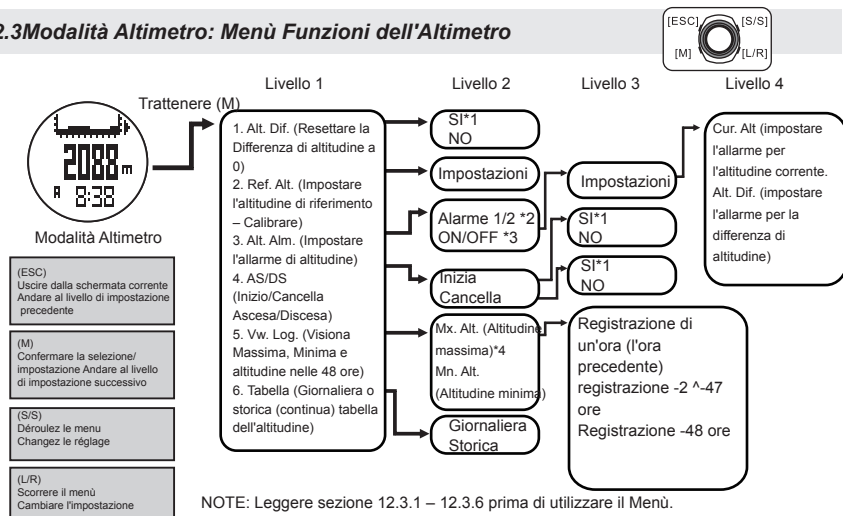 2.3Modalità Altimetro: Menù Funzioni dell'Altimetro
[ESC] [S/S]
[M] [L/R]
Livello 1 Livello 2 Livello 3 Livello 4
Trattenere (M)
2088 m
A 8:38
Modalità Altimetro
(ESC)
Uscire dalla schermata corrente
Andare al livello di impostazione
precedente
(M)
Confermare la selezione/
impostazione Andare al livello
di impostazione successivo
(S/S)
Déroulez le menu
Changez le réglage
(L/R)
Scorrere il menù
Cambiare l'impostazione
1. Alt. Dif. (Resettare la
Differenza di altitudine a
0)
2. Ref. Alt. (Impostare
l'altitudine di riferimento
– Calibrare)
3. Alt. Alm. (Impostare
l'allarme di altitudine)
4. AS/DS
(Inizio/Cancella
Ascesa/Discesa)
5. Vw. Log. (Visiona
Massima, Minima e
altitudine nelle 48 ore)
6. Tabella (Giornaliera o
storica (continua) tabella
dell'altitudine)
SI*1
NO
Impostazioni
Alarme 1/2 *2
ON/OFF *3
Inizia
Cancella
Mx. Alt. (Altitudine
massima)*4
Mn. Alt.
(Altitudine minima)
Giornaliera
Storica
Impostazioni
SI*1
NO
SI*1
NO
Registrazione di
un'ora (l'ora
precedente)
registrazione -2 ^-47
ore
Registrazione -48 ore
Cur. Alt (impostare
l'allarme per
l'altitudine corrente.
Alt. Dif. (impostare
l'allarme per la
differenza di
altitudine)
NOTE: Leggere sezione 12.3.1 – 12.3.6 prima di utilizzare il Menù.